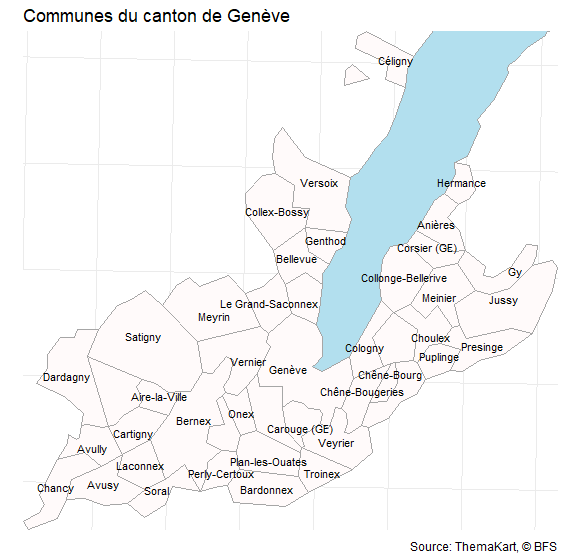 Communes du canton de Genève
Céligny
Versoix
Hermance
Collex-Bossy
Anières
Genthod
Corsier (GE)
Bellevue
Gy
Collonge-Bellerive
Meinier
Jussy
Le Grand-Saconnex
Meyrin
Satigny
Choulex
Cologny
Presinge
Puplinge
Vernier
Genève
Chêne-Bourg
Dardagny
Chêne-Bougeries
Aire-la-Ville
Onex
Bernex
Carouge (GE)
Cartigny
Veyrier
Avully
Plan-les-Ouates
Laconnex
Perly-Certoux
Troinex
Avusy
Chancy
Soral
Bardonnex
Source: ThemaKart, © BFS